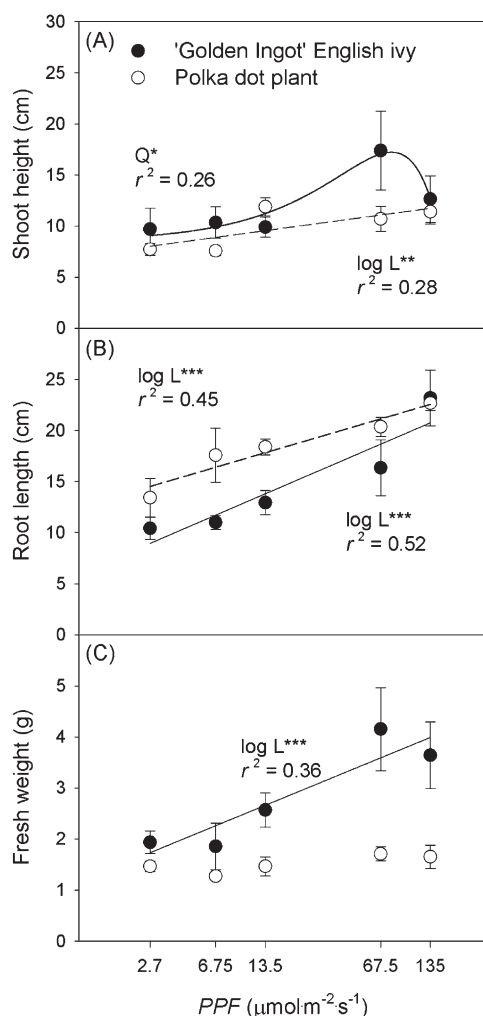 (A)
'Golden Ingot' English ivy
Polka dot plant
Shoot height (cm)
30
25
20
15
10
5
0
Q*
r² = 0.26
log L**
r² = 0.28
(B)
Root length (cm)
25
20
15
10
5
0
log L***
r² = 0.45
log L***
r² = 0.52
(C)
Fresh weight (g)
5
4
3
2
1
0
log L***
r² = 0.36
2.7 6.75 13.5 67.5 135
PPF (μmol·m⁻²·s⁻¹)